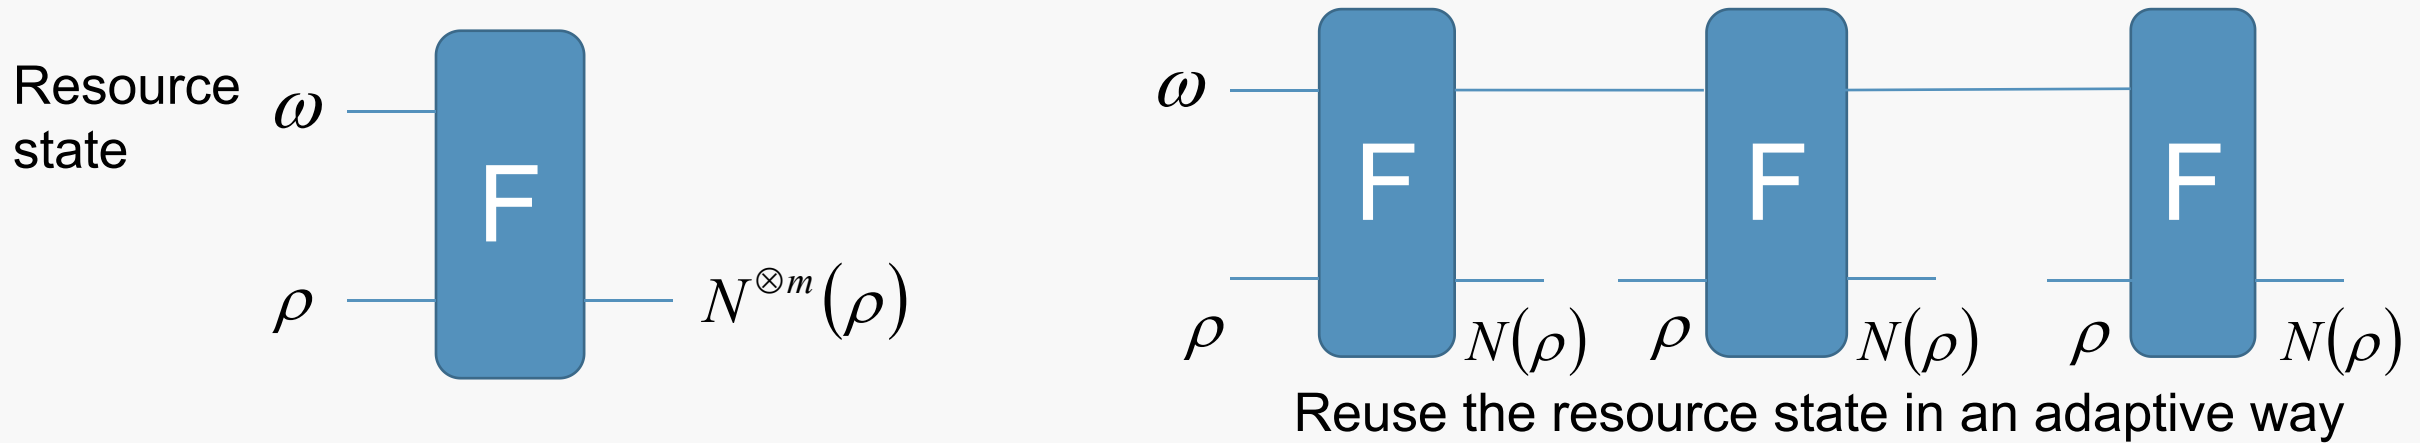 Resource
state
ω
F
ρ
N⊗m(ρ)
ω
F
F
F
ρ
N(ρ)
ρ
N(ρ)
ρ
N(ρ)
Reuse the resource state in an adaptive way